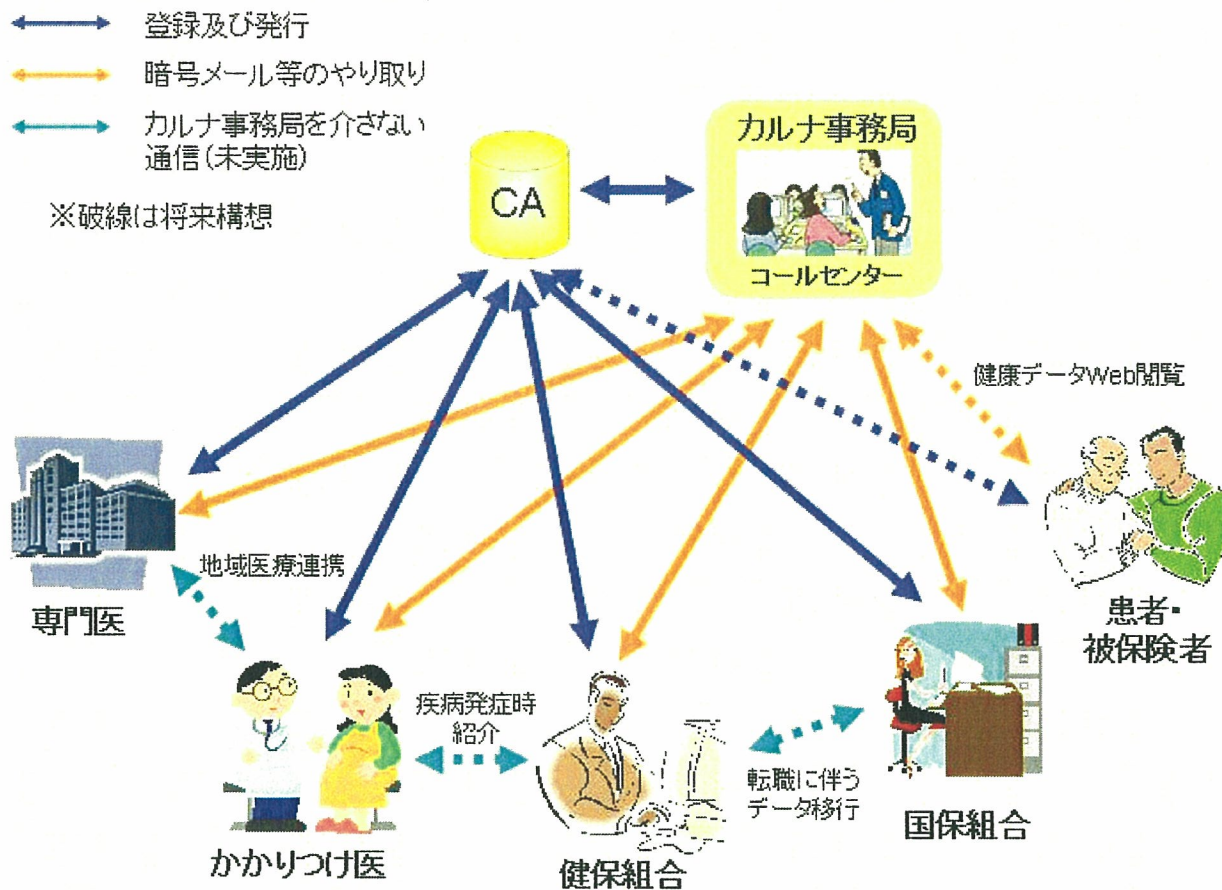 登録及び発行
暗号メール等のやり取り
カルナ事務局を介さない
通信(未実施)
※破線は将来構想
CA
カルナ事務局
コールセンター
健康データWeb閲覧
専門医
地域医療連携
かかりつけ医
疾病発症時
紹介
健保組合
転職に伴う
データ移行
国保組合
患者・
被保険者